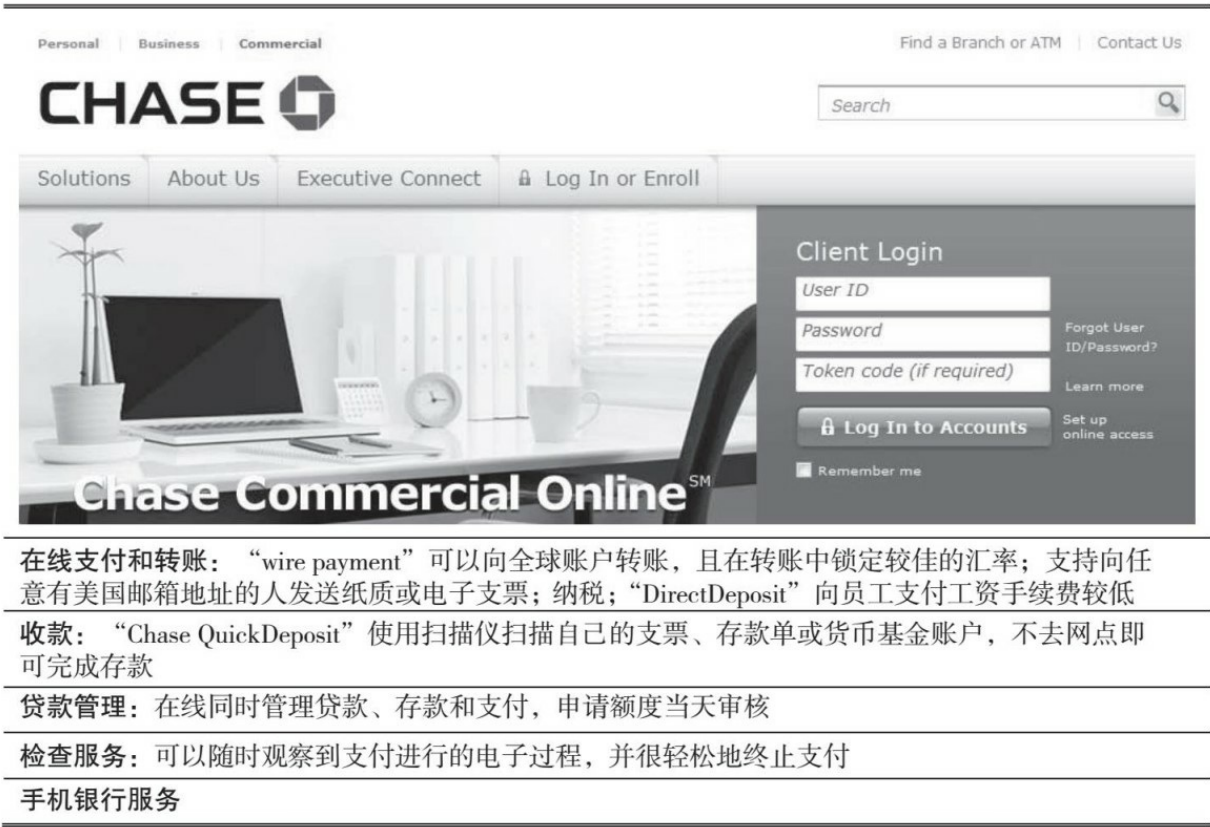 Personal | Business | Commercial
Find a Branch or ATM | Contact Us
CHASE
Search
Solutions
About Us
Executive Connect
Log In or Enroll
Client Login
User ID
Password
Forgot User
ID/Password?
Token code (if required)
Learn more
Log In to Accounts
Set up
online access
Remember me
Chase Commercial Online SM
在线支付和转账：“wire payment”可以向全球账户转账，且在转账中锁定较佳的汇率；支持向任
意有美国邮箱地址的人发送纸质或电子支票；纳税；“DirectDeposit”向员工支付工资手续费较低
收款：“Chase QuickDeposit”使用扫描仪扫描自己的支票、存款单或货币基金账户，不去网点即
可完成存款
贷款管理：在线同时管理贷款、存款和支付，申请额度当天审核
检查服务：可以随时观察到支付进行的电子过程，并很轻松地终止支付
手机银行服务